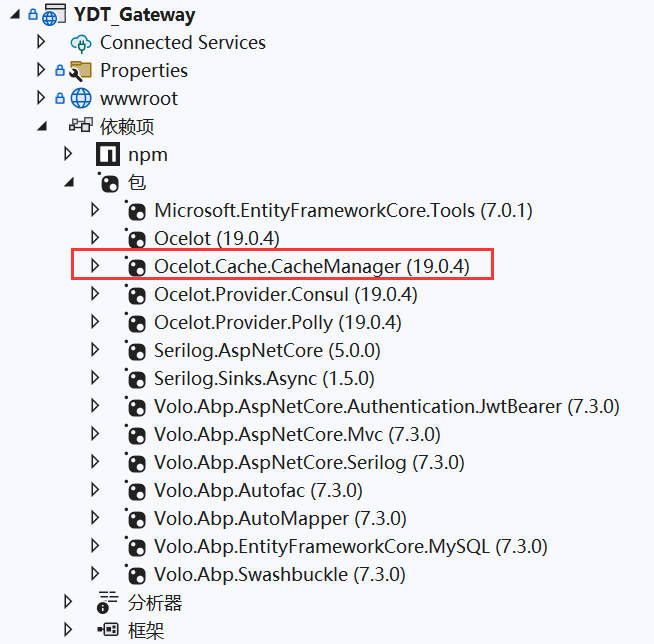 YDT_Gateway
Connected Services
Properties
wwwroot
依赖项
npm
包
Microsoft.EntityFrameworkCore.Tools (7.0.1)
Ocelot (19.0.4)
Ocelot.Cache.CacheManager (19.0.4)
Ocelot.Provider.Consul (19.0.4)
Ocelot.Provider.Polly (19.0.4)
Serilog.AspNetCore (5.0.0)
Serilog.Sinks.Async (1.5.0)
Volo.Abp.AspNetCore.Authentication.JwtBearer (7.3.0)
Volo.Abp.AspNetCore.Mvc (7.3.0)
Volo.Abp.AspNetCore.Serilog (7.3.0)
Volo.Abp.Autofac (7.3.0)
Volo.Abp.AutoMapper (7.3.0)
Volo.Abp.EntityFrameworkCore.MySQL (7.3.0)
Volo.Abp.Swashbuckle (7.3.0)
分析器
框架